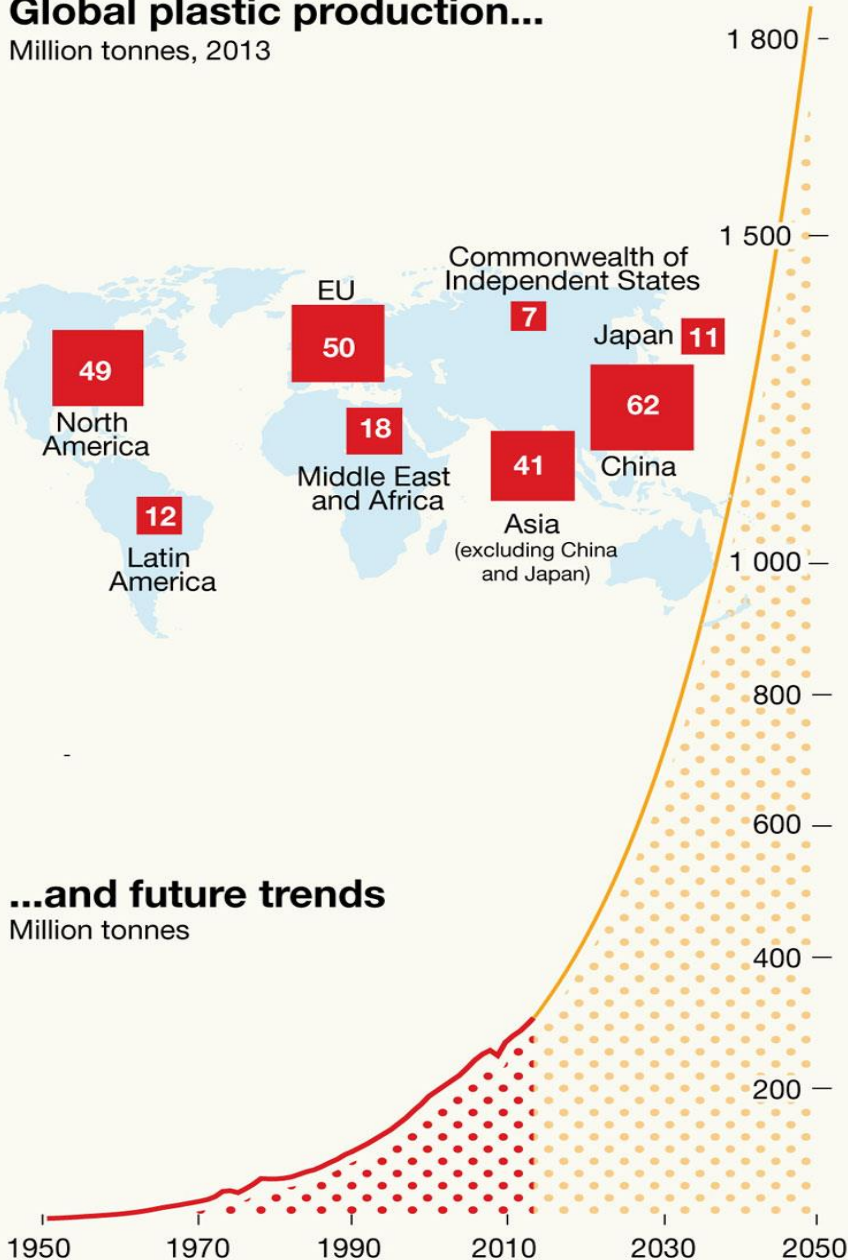 Global plastic production...
Million tonnes, 2013
1 800
1 500
Commonwealth of
Independent States
7
EU
50
Japan
11
49
North
America
62
China
18
Middle East
and Africa
41
Asia
(excluding China
and Japan)
12
Latin
America
1 000
800
600
...and future trends
Million tonnes
400
200
1950
1970
1990
2010
2030
2050